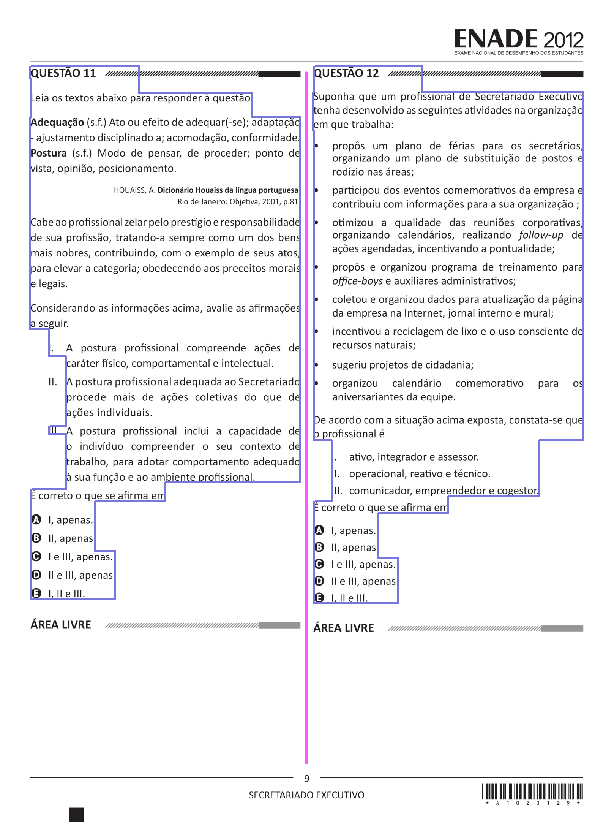 ENADE 2012
EXAME NACIONAL DE DESEMPENHO DOS ESTUDANTES
QUESTÃO 11
Leia os textos abaixo para responder a questão.
Adequação (s.f.) Ato ou efeito de adequar(-se); adaptação
- ajustamento disciplinado a; acomodação, conformidade.
Postura (s.f.) Modo de pensar, de proceder; ponto de
vista, opinião, posicionamento.
HOUAISS, A. Dicionário Houaiss da língua portuguesa.
Rio de Janeiro: Objetiva, 2001, p.81.
Cabe ao profissional zelar pelo prestígio e responsabilidade
de sua profissão, tratando-a sempre como um dos bens
mais nobres, contribuindo, com o exemplo de seus atos,
para elevar a categoria; obedecendo aos preceitos morais
e legais.
Considerando as informações acima, avalie as afirmações
a seguir.
I. A postura profissional compreende ações de
caráter físico, comportamental e intelectual.
II. A postura profissional adequada ao Secretariado
procede mais de ações coletivas do que de
ações individuais.
III. A postura profissional inclui a capacidade de
o indivíduo compreender o seu contexto de
trabalho, para adotar comportamento adequado
à sua função e ao ambiente profissional.
É correto o que se afirma em
A I, apenas.
B II, apenas.
C I e III, apenas.
D II e III, apenas.
E I, II e III.
ÁREA LIVRE
QUESTÃO 12
Suponha que um profissional de Secretariado Executivo
tenha desenvolvido as seguintes atividades na organização
em que trabalha:
• propôs um plano de férias para os secretários,
organizando um plano de substituição de postos e
rodízio nas áreas;
• participou dos eventos comemorativos da empresa e
contribuiu com informações para a sua organização ;
• otimizou a qualidade das reuniões corporativas,
organizando calendários, realizando follow-up de
ações agendadas, incentivando a pontualidade;
• propôs e organizou programa de treinamento para
office-boys e auxiliares administrativos;
• coletou e organizou dados para atualização da página
da empresa na Internet, jornal interno e mural;
• incentivou a reciclagem de lixo e o uso consciente de
recursos naturais;
• sugeriu projetos de cidadania;
• organizou calendário comemorativo para os
aniversariantes da equipe.
De acordo com a situação acima exposta, constata-se que
o profissional é
I. ativo, integrador e assessor.
II. operacional, reativo e técnico.
III. comunicador, empreendedor e cogestor.
É correto o que se afirma em
A I, apenas.
B II, apenas.
C I e III, apenas.
D II e III, apenas.
E I, II e III.
ÁREA LIVRE
9
SECRETARIADO EXECUTIVO
* A 1 0 2 3 1 2 9 *